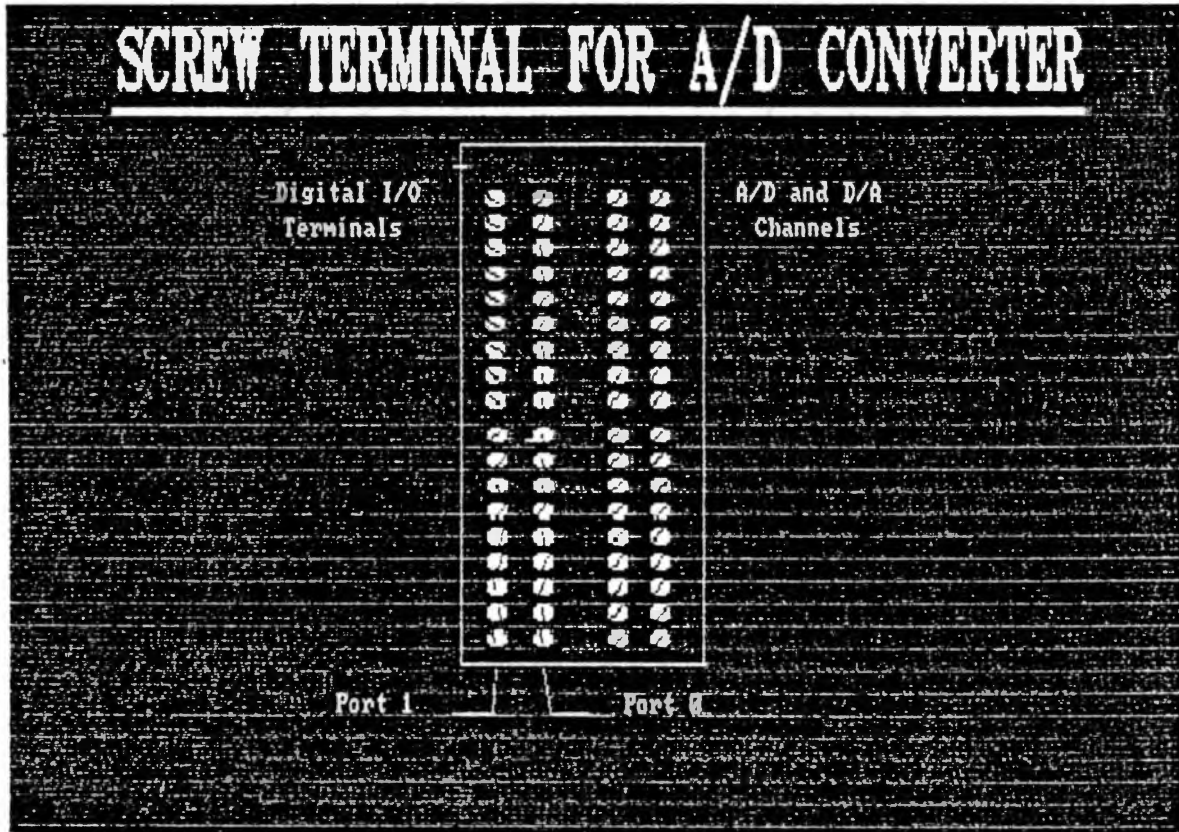 SCREW TERMINAL FOR A/D CONVERTER
Digital I/O
Terminals
A/D and D/A
Channels
Port 1
Port 0